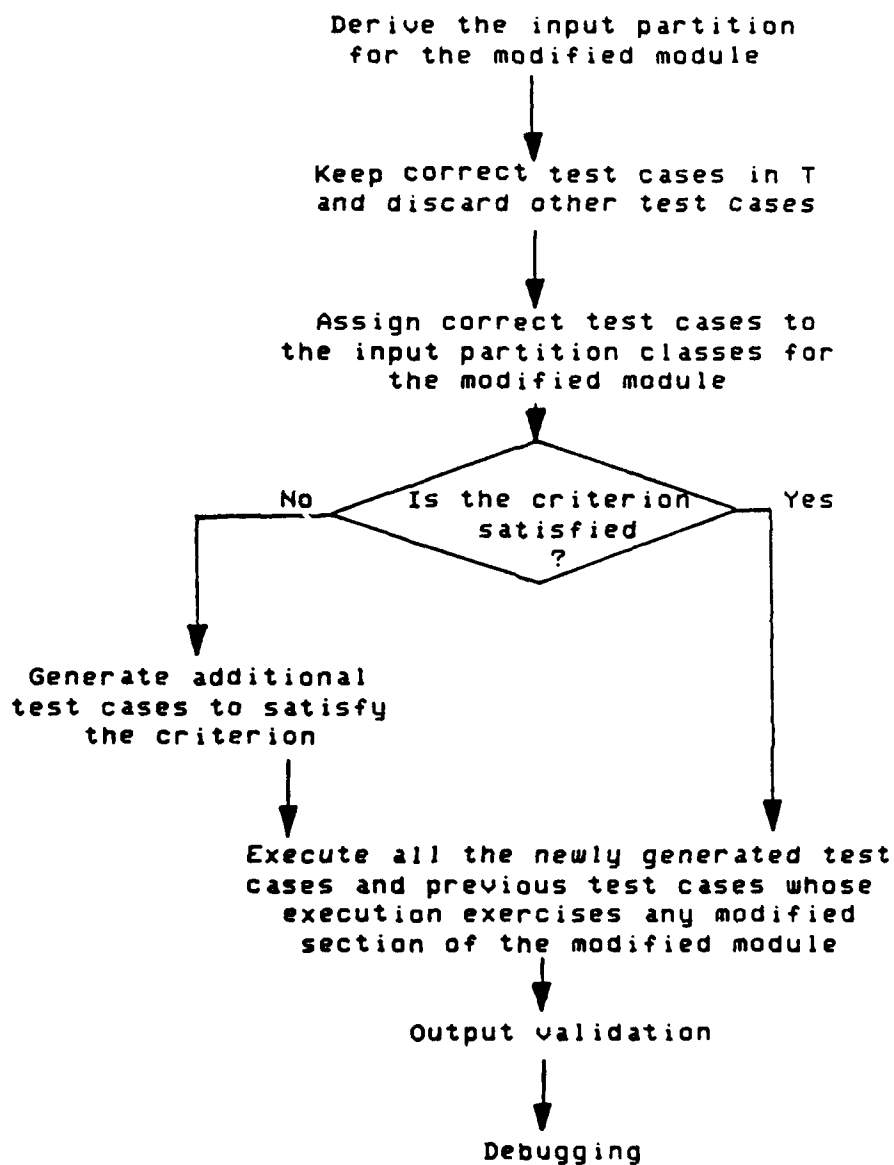 Derive the input partition
for the modified module
Keep correct test cases in T
and discard other test cases
Assign correct test cases to
the input partition classes for
the modified module
No
Is the criterion
satisfied
?
Yes
Generate additional
test cases to satisfy
the criterion
Execute all the newly generated test
cases and previous test cases whose
execution exercises any modified
section of the modified module
Output validation
Debugging